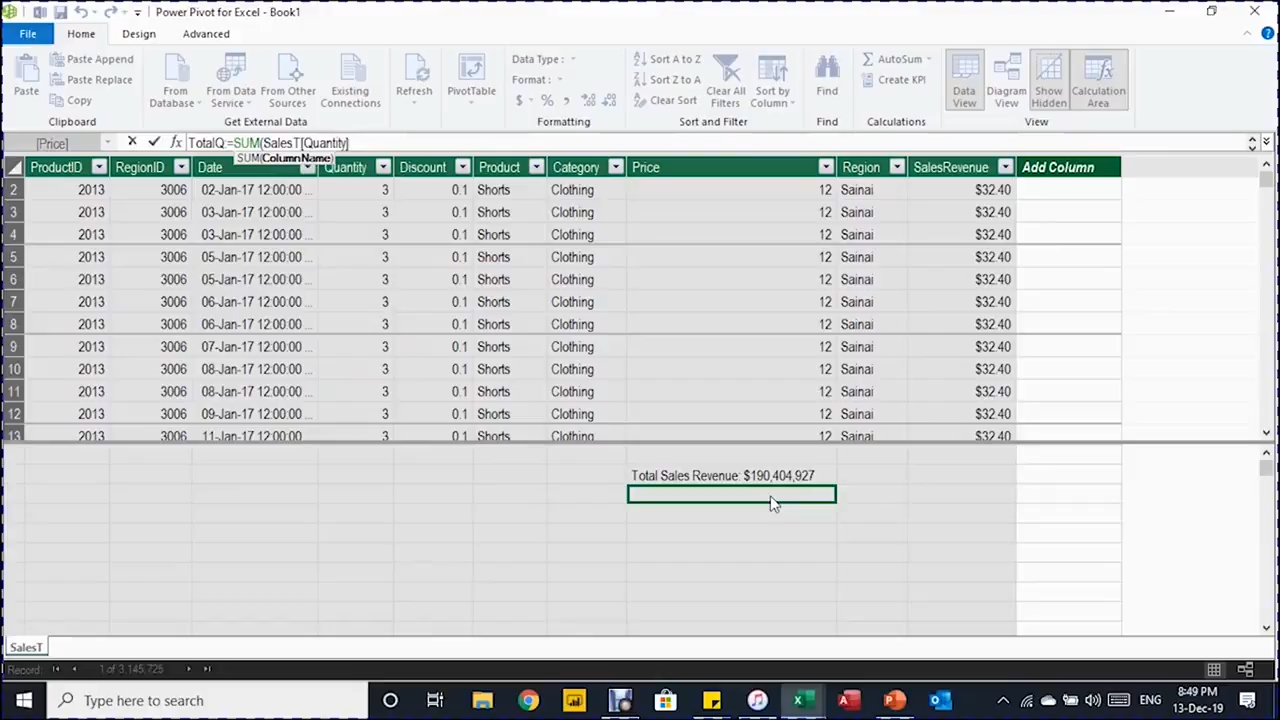 Power Pivot for Excel - Book1
File Home Design Advanced
Paste Paste Append Paste Replace Copy Clipboard
From Database From Data Service From Other Sources Existing Connections Get External Data
Refresh PivotTable
Data Type : Format : $ % , Formatting
Sort A to Z Sort Z to A Clear Sort Clear All Filters Sort by Column Sort and Filter
Find Find
AutoSum Create KPI Calculations
Data View Diagram View Show Hidden Calculation Area View
[Price] fx TotalQ:=SUM(SalesT[Quantity]
SUM(ColumnName)
ProductID RegionID Date Quantity Discount Product Category Price Region SalesRevenue Add Column
2 2013 3006 02-Jan-17 12:00:00 ... 3 0.1 Shorts Clothing 12 Sainai $32.40
3 2013 3006 03-Jan-17 12:00:00 ... 3 0.1 Shorts Clothing 12 Sainai $32.40
4 2013 3006 03-Jan-17 12:00:00 ... 3 0.1 Shorts Clothing 12 Sainai $32.40
5 2013 3006 05-Jan-17 12:00:00 ... 3 0.1 Shorts Clothing 12 Sainai $32.40
6 2013 3006 05-Jan-17 12:00:00 ... 3 0.1 Shorts Clothing 12 Sainai $32.40
7 2013 3006 06-Jan-17 12:00:00 ... 3 0.1 Shorts Clothing 12 Sainai $32.40
8 2013 3006 06-Jan-17 12:00:00 ... 3 0.1 Shorts Clothing 12 Sainai $32.40
9 2013 3006 07-Jan-17 12:00:00 ... 3 0.1 Shorts Clothing 12 Sainai $32.40
10 2013 3006 08-Jan-17 12:00:00 ... 3 0.1 Shorts Clothing 12 Sainai $32.40
11 2013 3006 08-Jan-17 12:00:00 ... 3 0.1 Shorts Clothing 12 Sainai $32.40
12 2013 3006 09-Jan-17 12:00:00 ... 3 0.1 Shorts Clothing 12 Sainai $32.40
13 2013 3006 11-Jan-17 12:00:00 3 0.1 Shorts Clothing 12 Sainai $32.40
Total Sales Revenue: $190,404,927
SalesT
Record: 1 of 3,145,725
Type here to search
ENG
8:49 PM
13-Dec-19